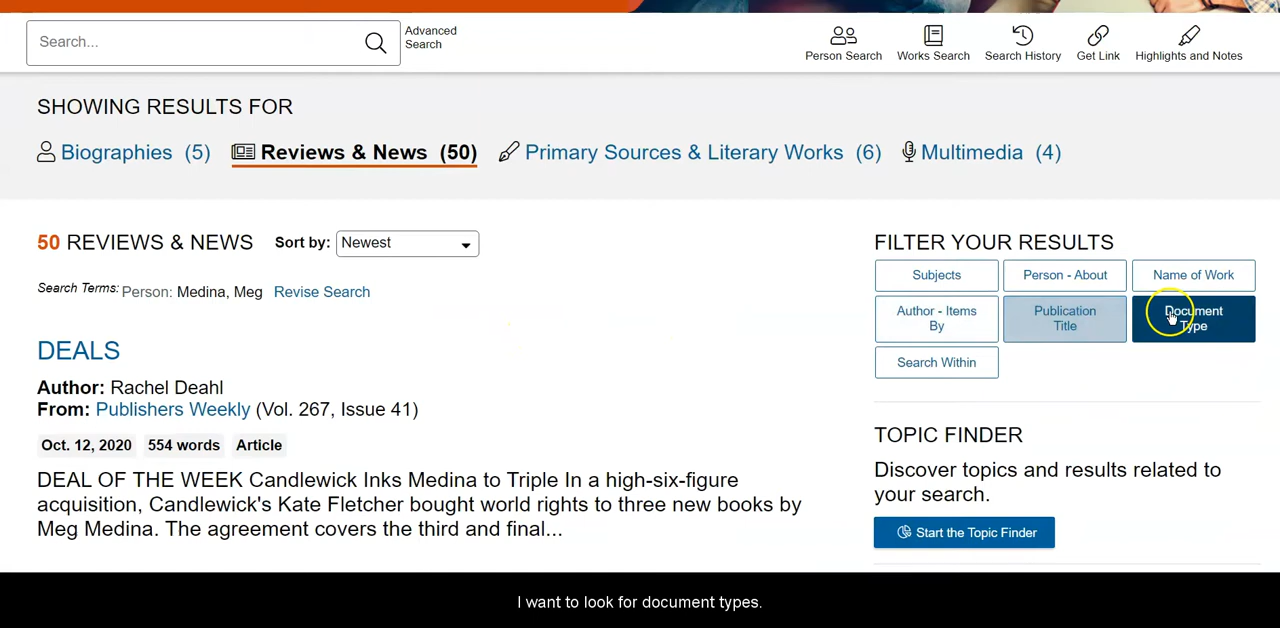 Search...
Advanced
Search
Person Search
Works Search
Search History
Get Link
Highlights and Notes
SHOWING RESULTS FOR
Biographies (5)
Reviews & News (50)
Primary Sources & Literary Works (6)
Multimedia (4)
50 REVIEWS & NEWS
Sort by: Newest
Search Terms: Person: Medina, Meg Revise Search
DEALS
Author: Rachel Deahl
From: Publishers Weekly (Vol. 267, Issue 41)
Oct. 12, 2020 554 words Article
DEAL OF THE WEEK Candlewick Inks Medina to Triple In a high-six-figure
acquisition, Candlewick's Kate Fletcher bought world rights to three new books by
Meg Medina. The agreement covers the third and final...
FILTER YOUR RESULTS
Subjects
Person - About
Name of Work
Author - Items
By
Publication
Title
Document
Type
Search Within
TOPIC FINDER
Discover topics and results related to
your search.
Start the Topic Finder
I want to look for document types.